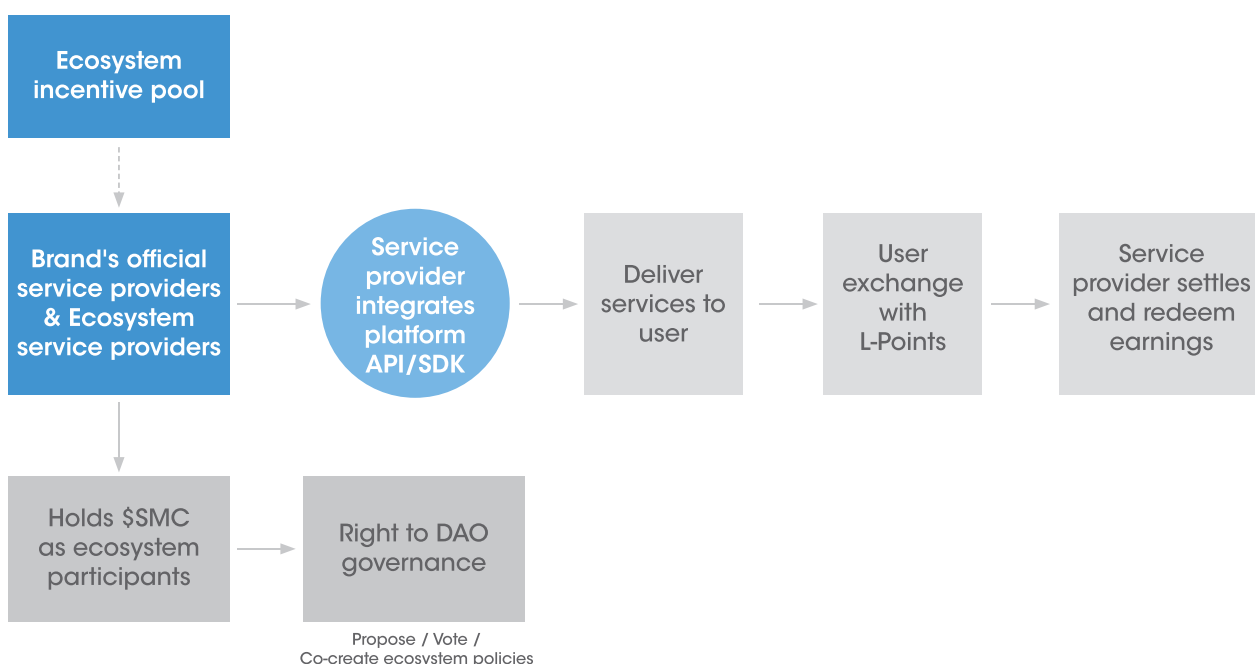 Ecosystem
incentive pool
Brand's official
service providers
& Ecosystem
service providers
Service
provider
integrates
platform
API/SDK
Deliver
services to
user
User
exchange
with
L-Points
Service
provider settles
and redeem
earnings
Holds $SMC
as ecosystem
participants
Right to DAO
governance
Propose / Vote /
Co-create ecosystem policies